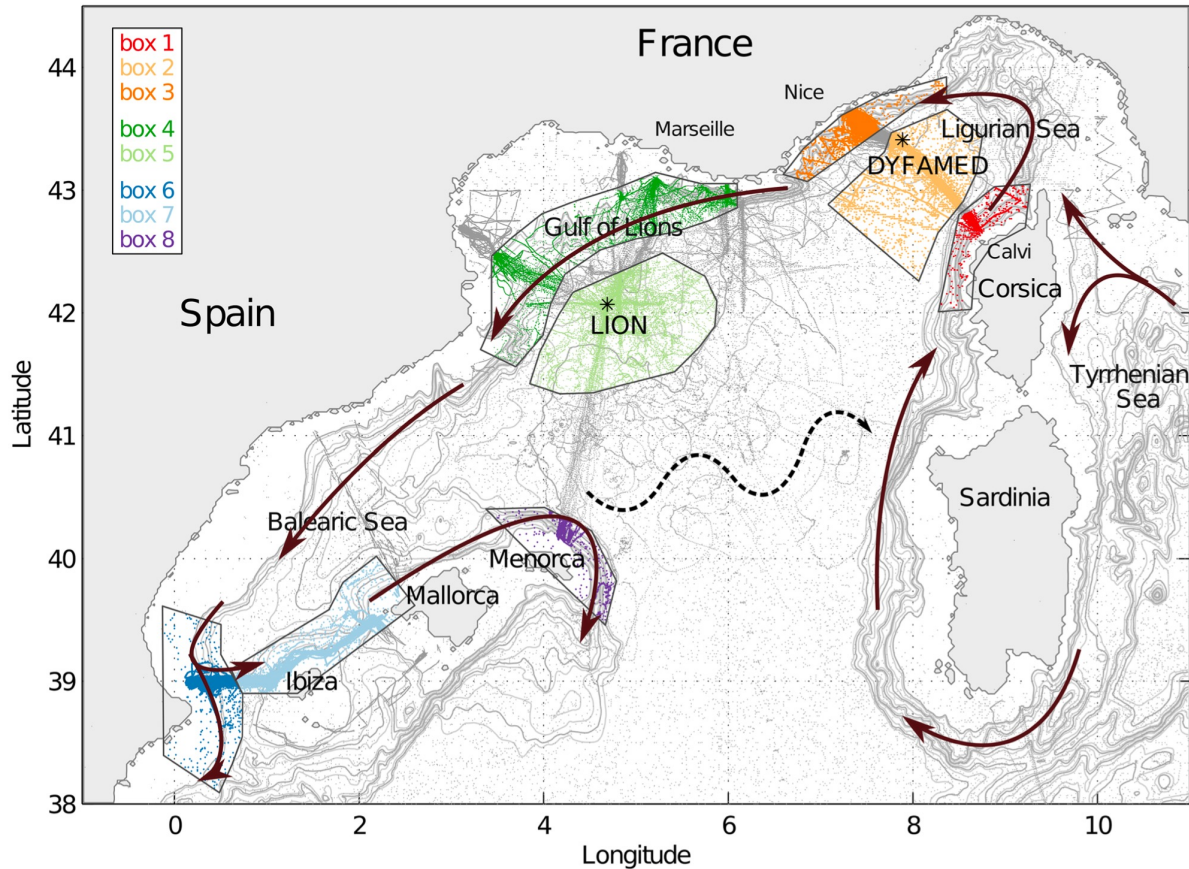 box 1
box 2
box 3
box 4
box 5
box 6
box 7
box 8
France
Nice
Marseille
Ligurian Sea
DYFAMED
Gulf of Lions
Calvi
Corsica
Spain
LION
Tyrrhenian
Sea
Sardinia
Balearic Sea
Menorca
Mallorca
Ibiza
44
43
42
41
40
39
38
Latitude
0
2
4
6
8
10
Longitude